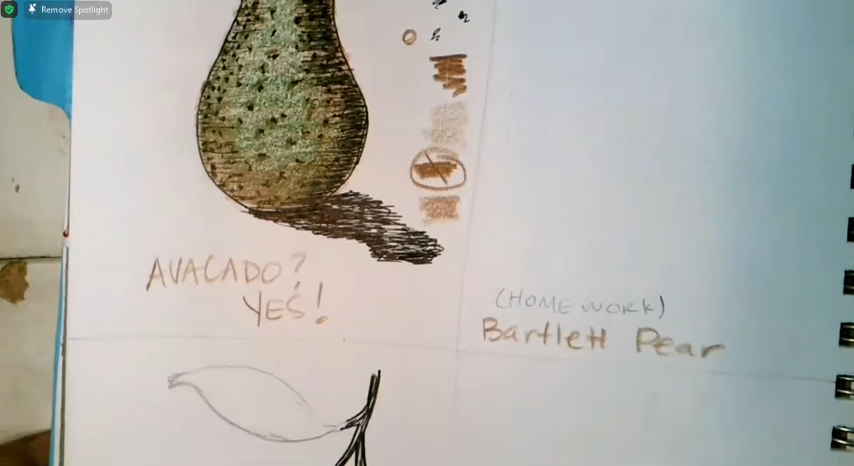 Remove Spotlight
AVACADO?
YES!
(HOME WORK)
Bartlett Pear